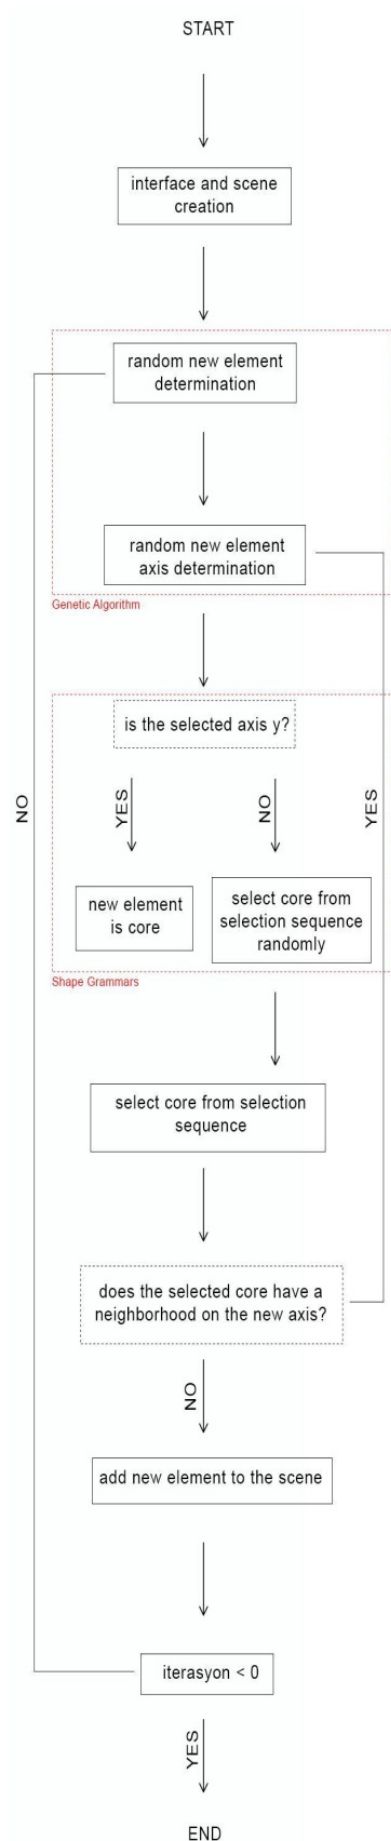 START
interface and scene
creation
random new element
determination
random new element
axis determination
Genetic Algorithm
is the selected axis y?
NO
YES
NO
YES
new element
is core
select core from
selection sequence
randomly
Shape Grammars
select core from selection
sequence
does the selected core have a
neighborhood on the new axis?
NO
add new element to the scene
iterasyon < 0
YES
END